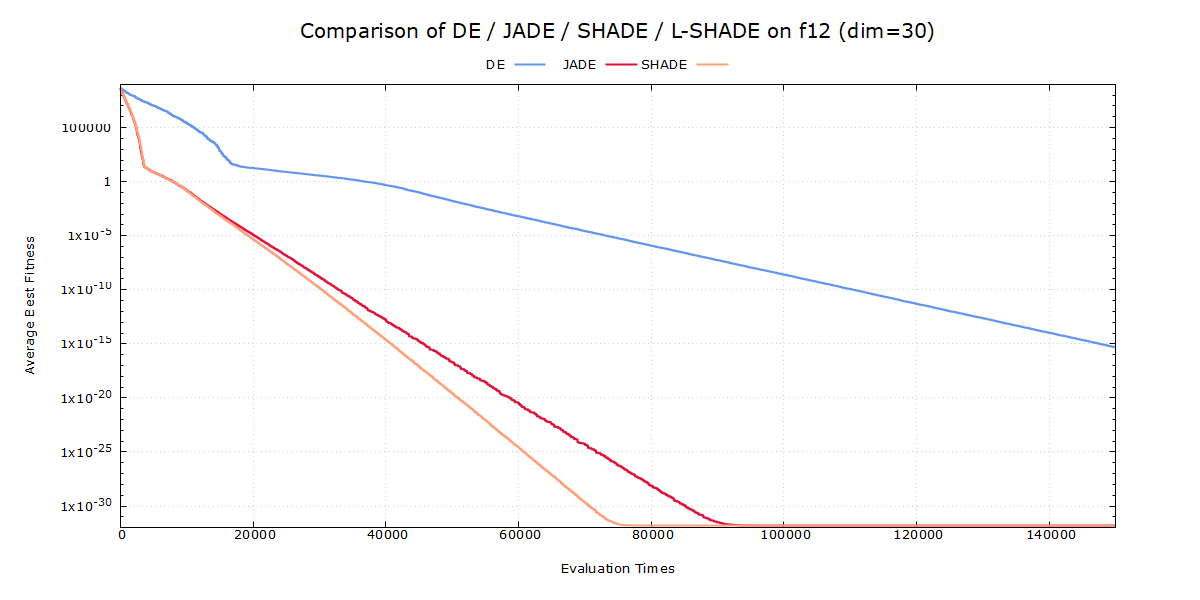 Comparison of DE / JADE / SHADE / L-SHADE on f12 (dim=30)
DE JADE SHADE
100000
1
1x10^-5
1x10^-10
1x10^-15
1x10^-20
1x10^-25
1x10^-30
Average Best Fitness
0 20000 40000 60000 80000 100000 120000 140000
Evaluation Times